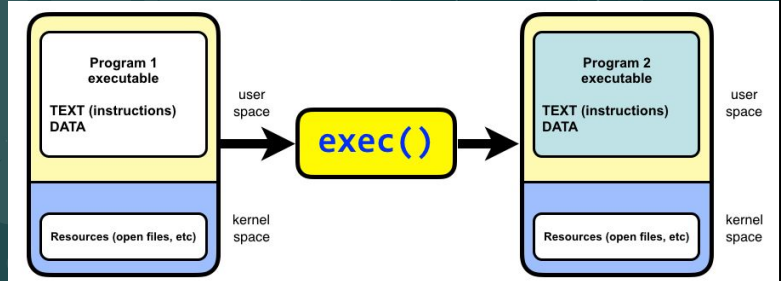 Program 1
executable
TEXT (instructions)
DATA
Resources (open files, etc)
user
space
kernel
space
exec()
Program 2
executable
TEXT (instructions)
DATA
Resources (open files, etc)
user
space
kernel
space